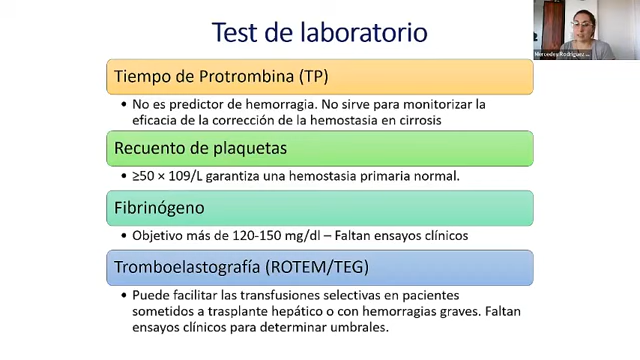 Test de laboratorio
Mercedes Rodriguez ...
Tiempo de Protrombina (TP)
• No es predictor de hemorragia. No sirve para monitorizar la
eficacia de la corrección de la hemostasia en cirrosis
Recuento de plaquetas
• ≥50 × 109/L garantiza una hemostasia primaria normal.
Fibrinógeno
• Objetivo más de 120-150 mg/dl – Faltan ensayos clínicos
Tromboelastografía (ROTEM/TEG)
• Puede facilitar las transfusiones selectivas en pacientes
sometidos a trasplante hepático o con hemorragias graves. Faltan
ensayos clínicos para determinar umbrales.